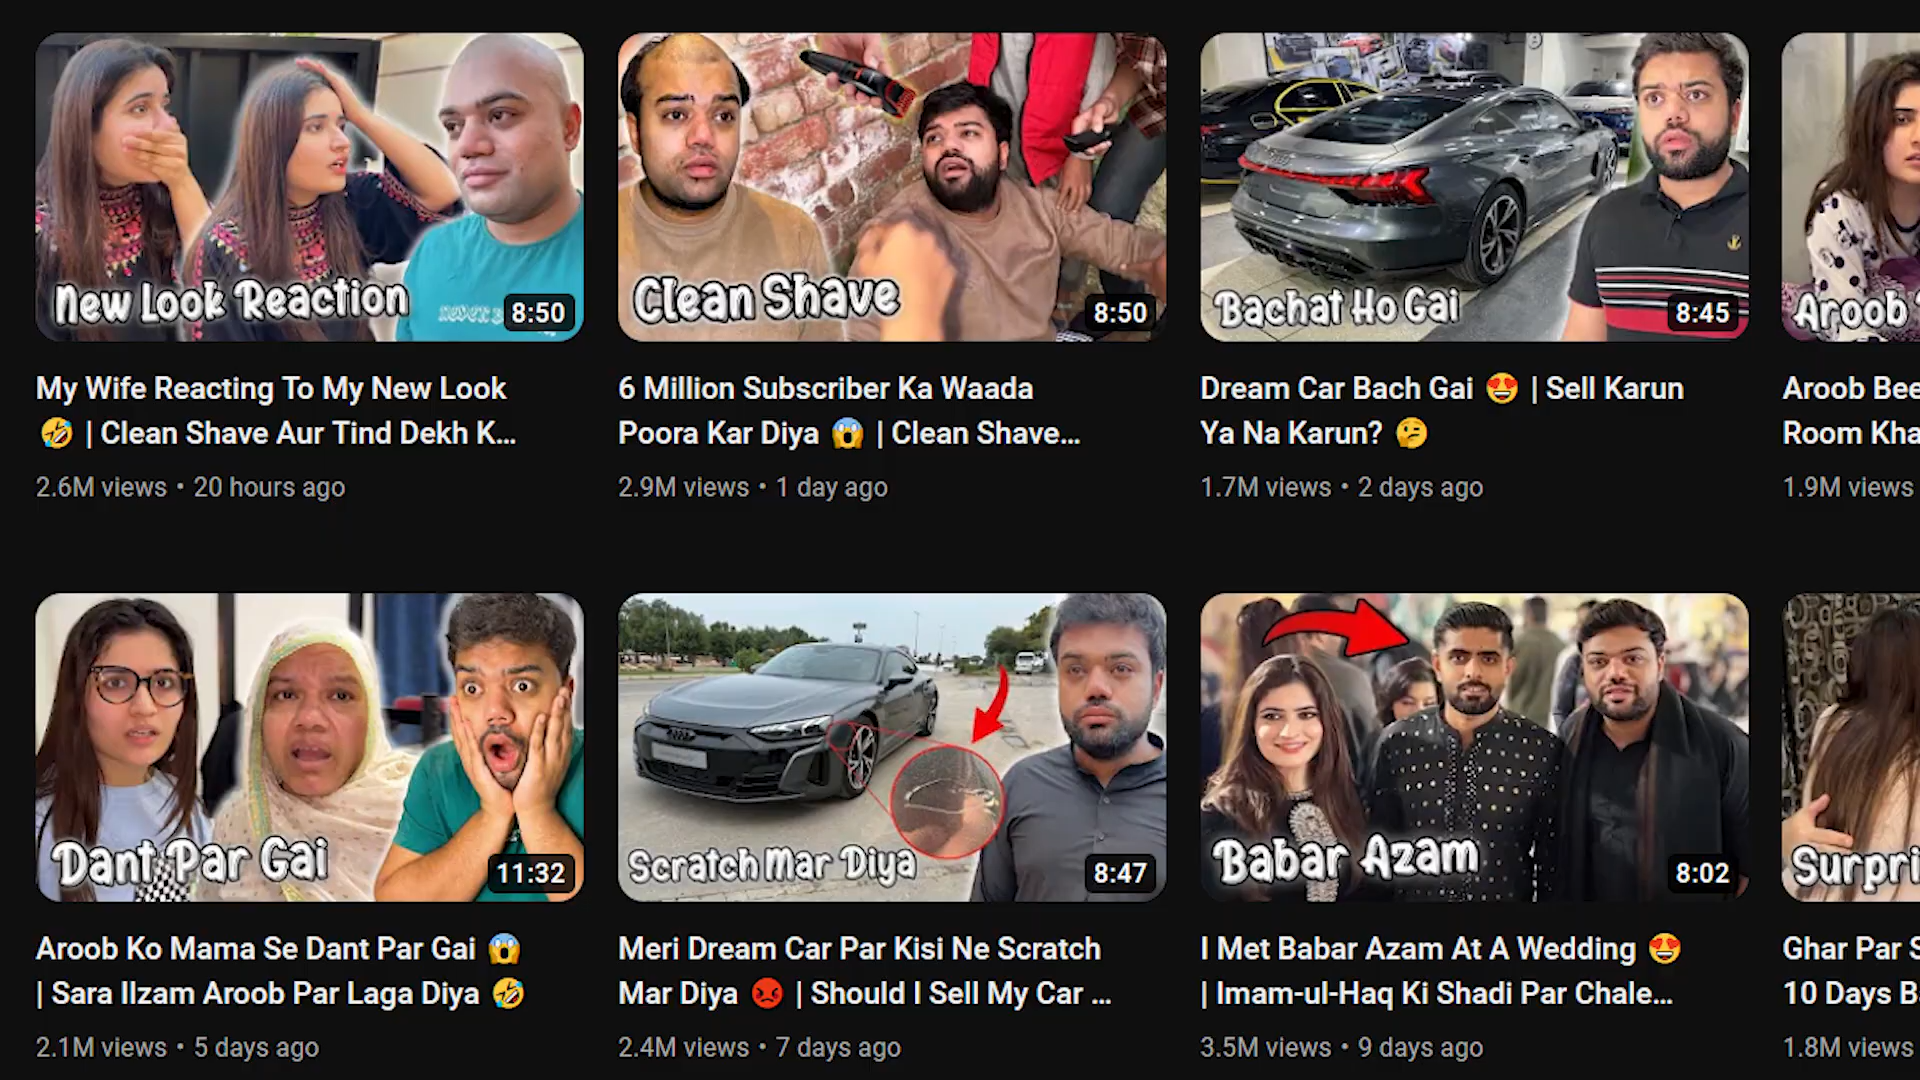 New Look Reaction
8:50
Clean Shave
8:50
Bachat Ho Gai
8:45
Aroob
My Wife Reacting To My New Look
🤣 | Clean Shave Aur Tind Dekh K...
2.6M views • 20 hours ago
6 Million Subscriber Ka Waada
Poora Kar Diya 😱 | Clean Shave...
2.9M views • 1 day ago
Dream Car Bach Gai 😍 | Sell Karun
Ya Na Karun? 🤔
1.7M views • 2 days ago
Aroob Bee
Room Kha
1.9M views
Dant Par Gai
11:32
Scratch Mar Diya
8:47
Babar Azam
8:02
Surpri
Aroob Ko Mama Se Dant Par Gai 😱
| Sara Ilzam Aroob Par Laga Diya 🤣
2.1M views • 5 days ago
Meri Dream Car Par Kisi Ne Scratch
Mar Diya 😡 | Should I Sell My Car ...
2.4M views • 7 days ago
I Met Babar Azam At A Wedding 😍
| Imam-ul-Haq Ki Shadi Par Chale...
3.5M views • 9 days ago
Ghar Par S
10 Days B
1.8M views